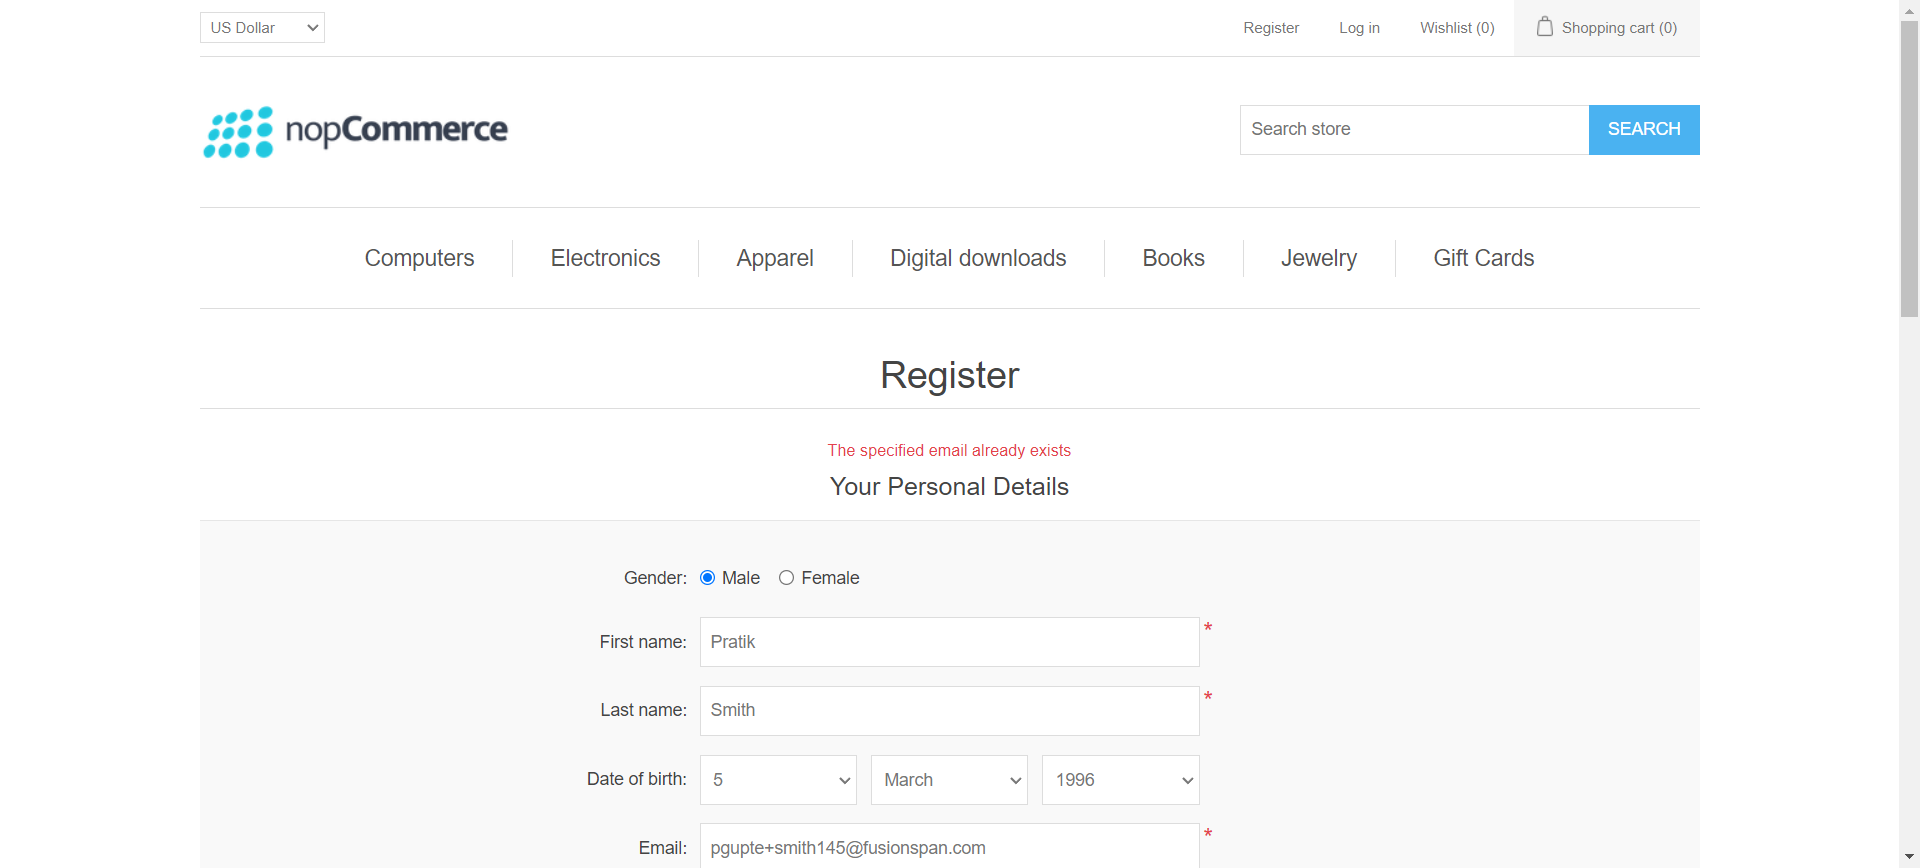 US Dollar
Register
Log in
Wishlist (0)
Shopping cart (0)
nopCommerce
Search store
SEARCH
Computers
Electronics
Apparel
Digital downloads
Books
Jewelry
Gift Cards
Register
The specified email already exists
Your Personal Details
Gender: Male Female
First name: Pratik *
Last name: Smith *
Date of birth: 5 March 1996
Email: pgupte+smith145@fusionspan.com *